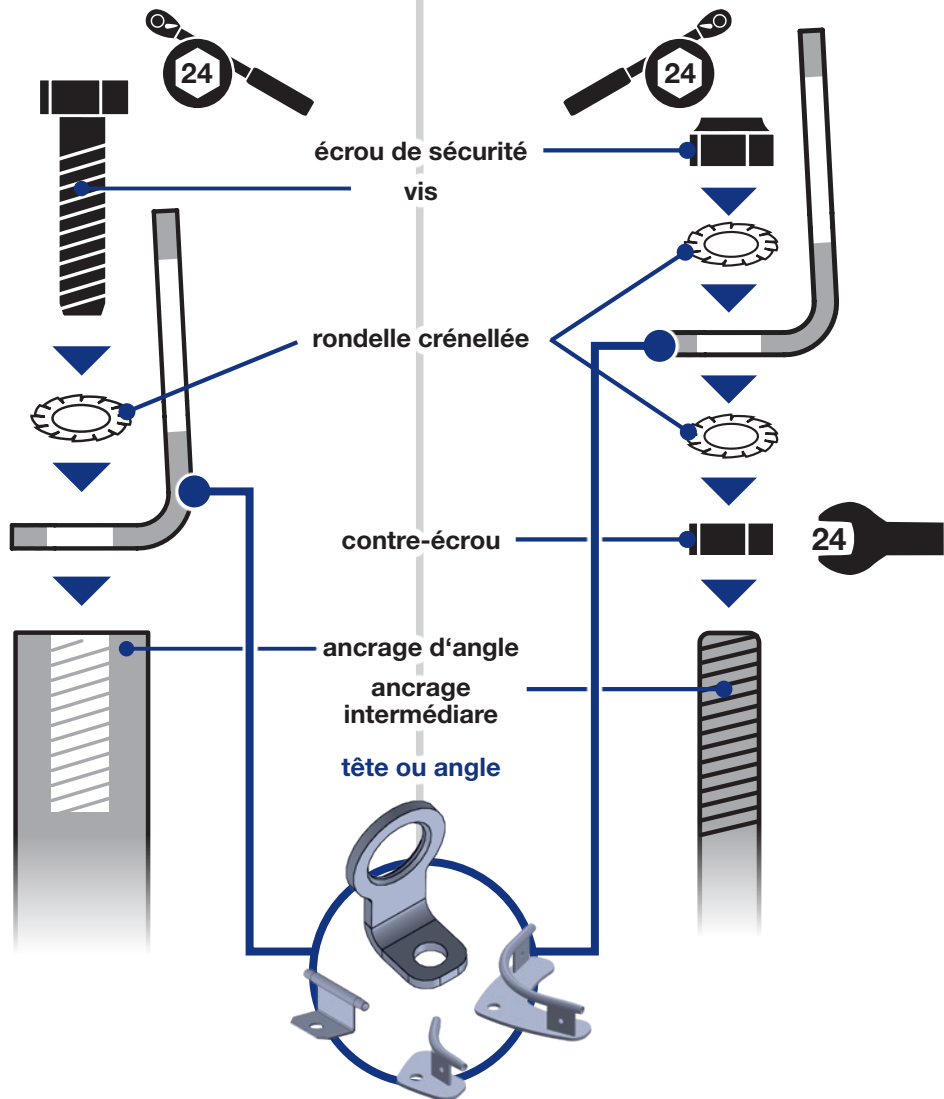 24
24
écrou de sécurité
vis
rondelle crénellée
contre-écrou
24
ancrage d‘angle
ancrage
intermédiare
tête ou angle